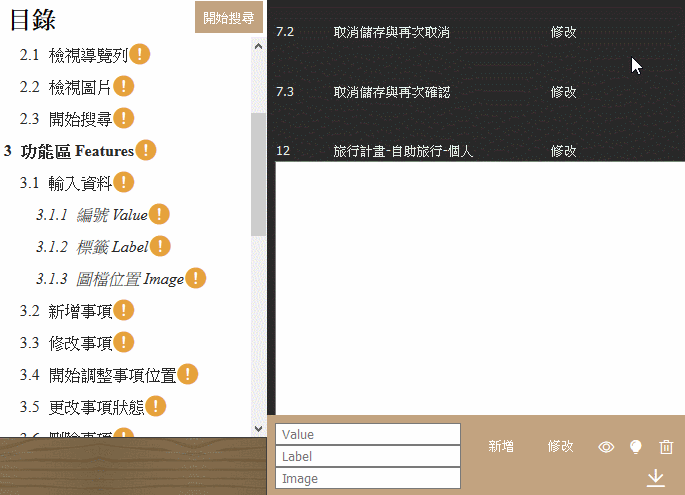 目錄
開始搜尋
2.1 檢視導覽列
2.2 檢視圖片
2.3 開始搜尋
3 功能區 Features
3.1 輸入資料
3.1.1 編號 Value
3.1.2 標籤 Label
3.1.3 圖檔位置 Image
3.2 新增事項
3.3 修改事項
3.4 開始調整事項位置
3.5 更改事項狀態
3.6 刪除事項
7.2 取消儲存與再次取消 修改
7.3 取消儲存與再次確認 修改
12 旅行計畫-自助旅行-個人 修改
Value
Label
Image
新增 修改